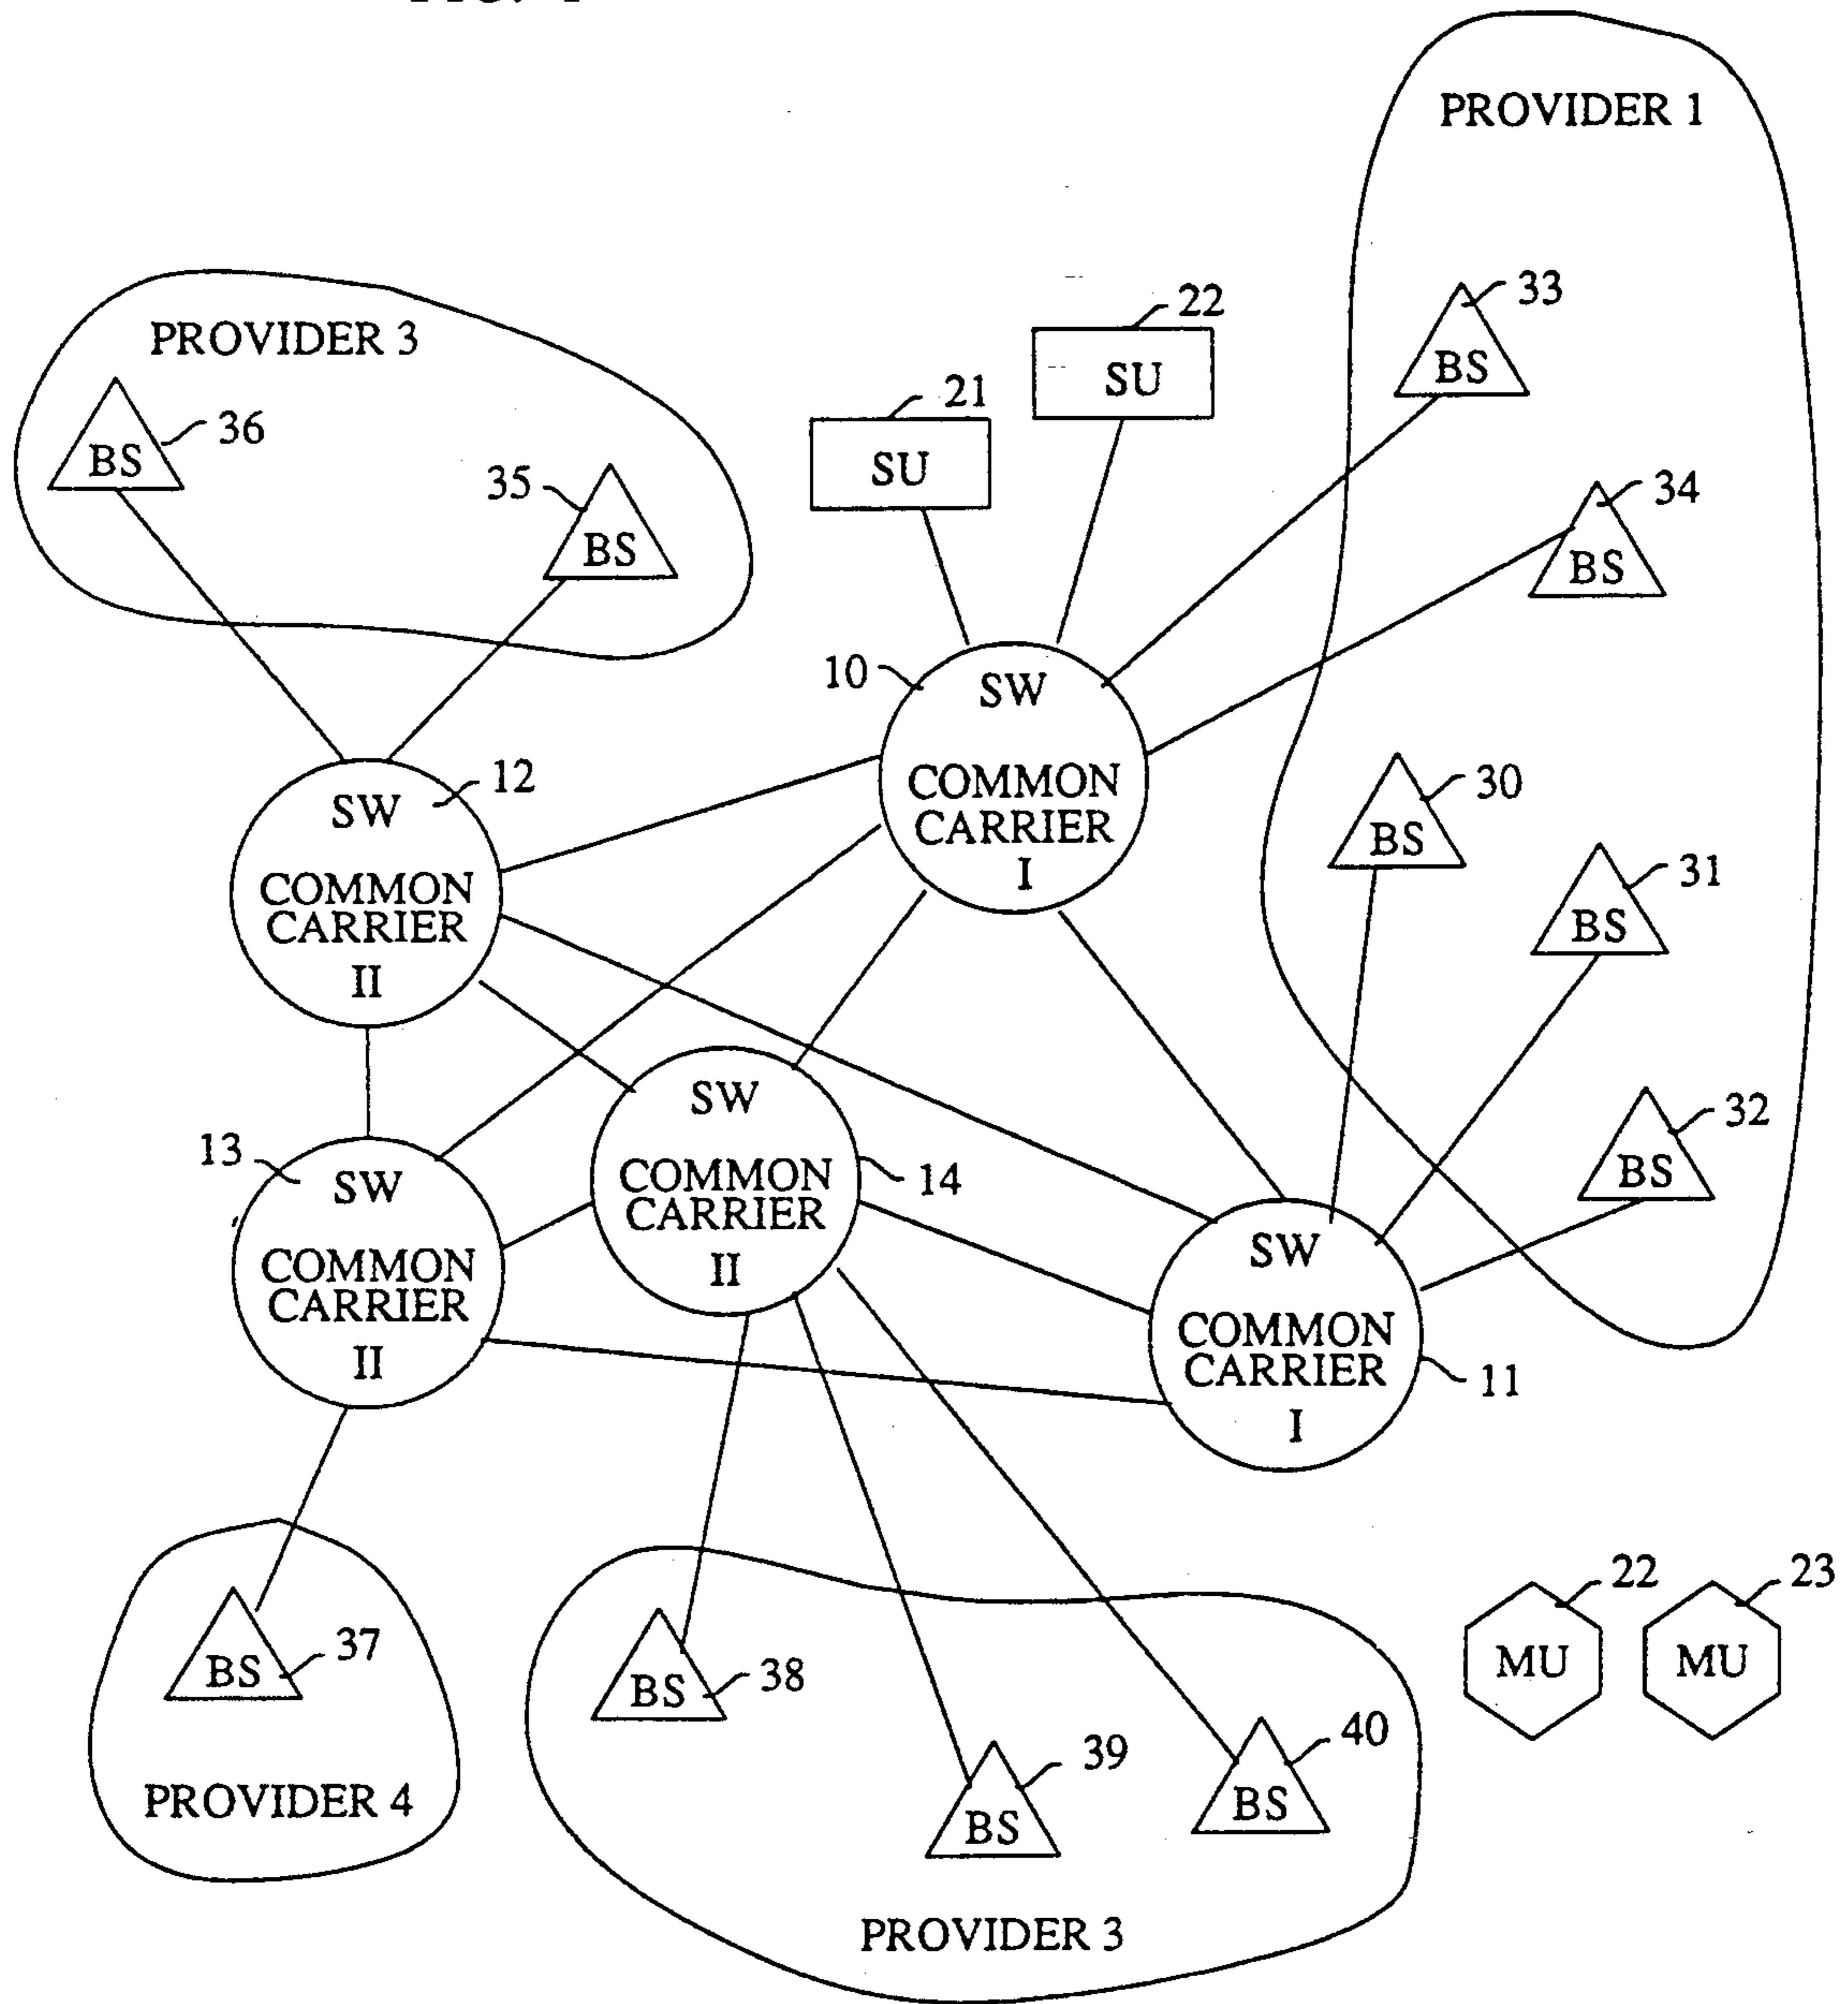 PROVIDER 1
33
BS
34
BS
30
BS
31
BS
32
BS
PROVIDER 3
36
BS
35
BS
22
SU
21
SU
10
SW
COMMON
CARRIER
I
12
SW
COMMON
CARRIER
II
13
SW
COMMON
CARRIER
II
14
SW
COMMON
CARRIER
II
11
SW
COMMON
CARRIER
I
37
BS
PROVIDER 4
38
BS
39
BS
40
BS
PROVIDER 3
22
MU
23
MU